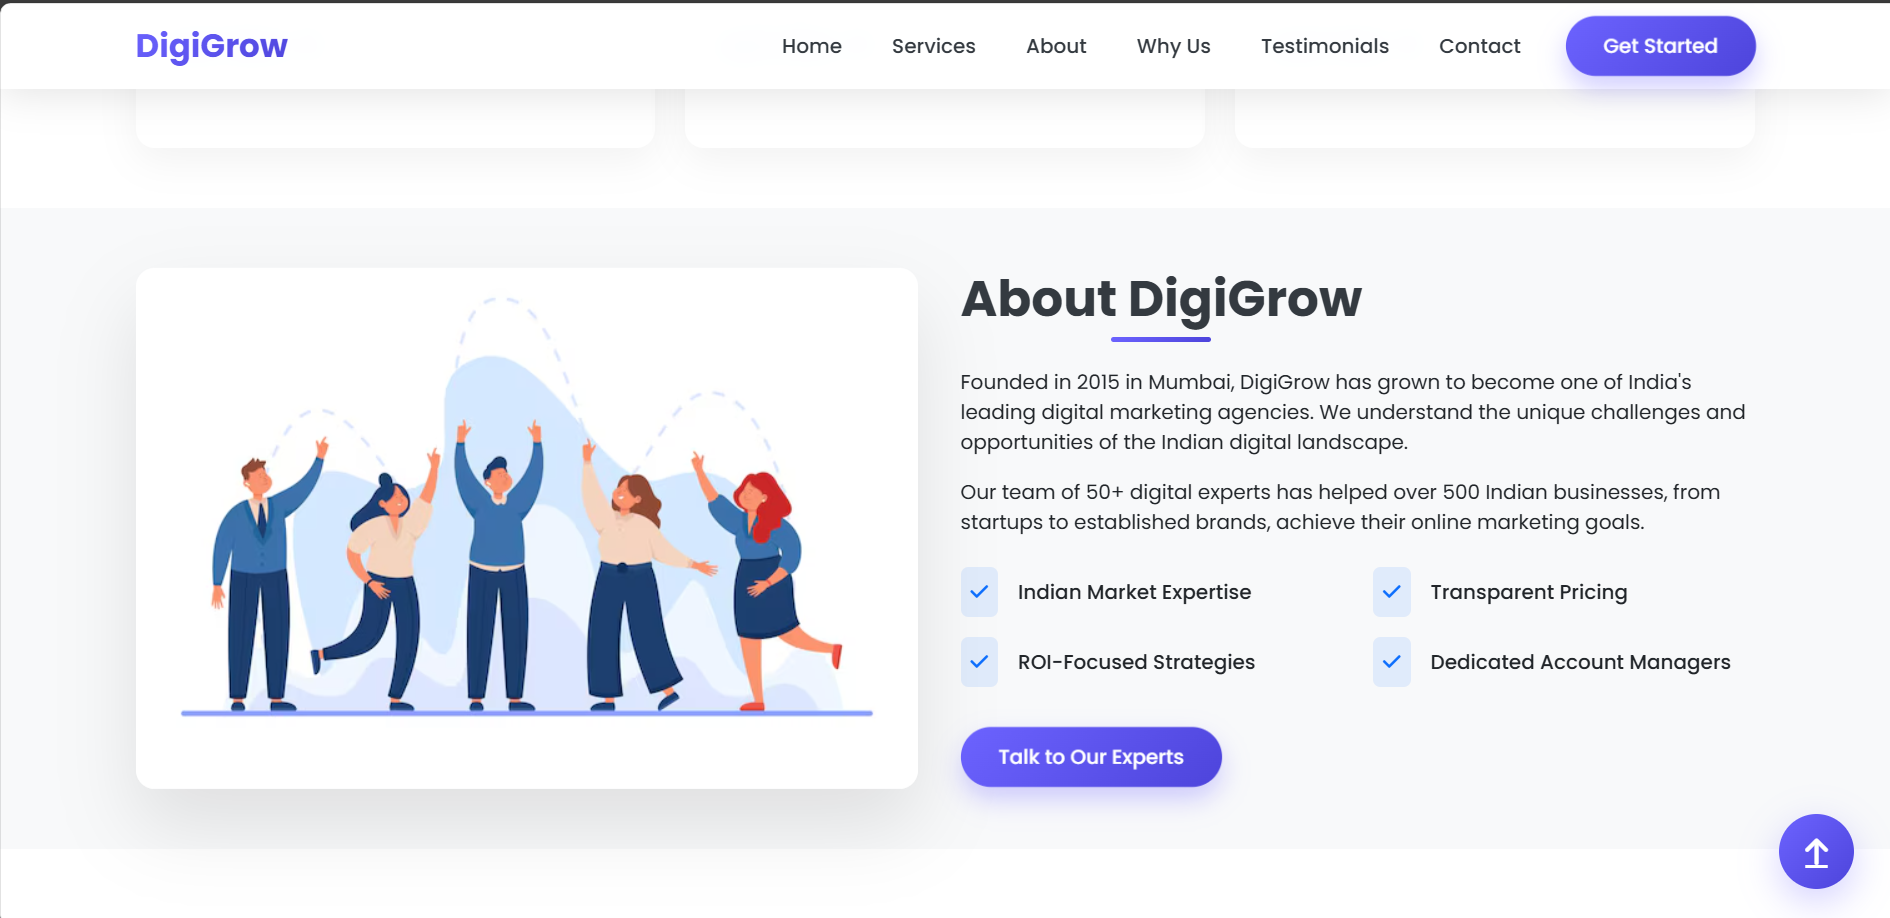 DigiGrow
Home
Services
About
Why Us
Testimonials
Contact
Get Started
About DigiGrow
Founded in 2015 in Mumbai, DigiGrow has grown to become one of India's
leading digital marketing agencies. We understand the unique challenges and
opportunities of the Indian digital landscape.
Our team of 50+ digital experts has helped over 500 Indian businesses, from
startups to established brands, achieve their online marketing goals.
Indian Market Expertise
Transparent Pricing
ROI-Focused Strategies
Dedicated Account Managers
Talk to Our Experts